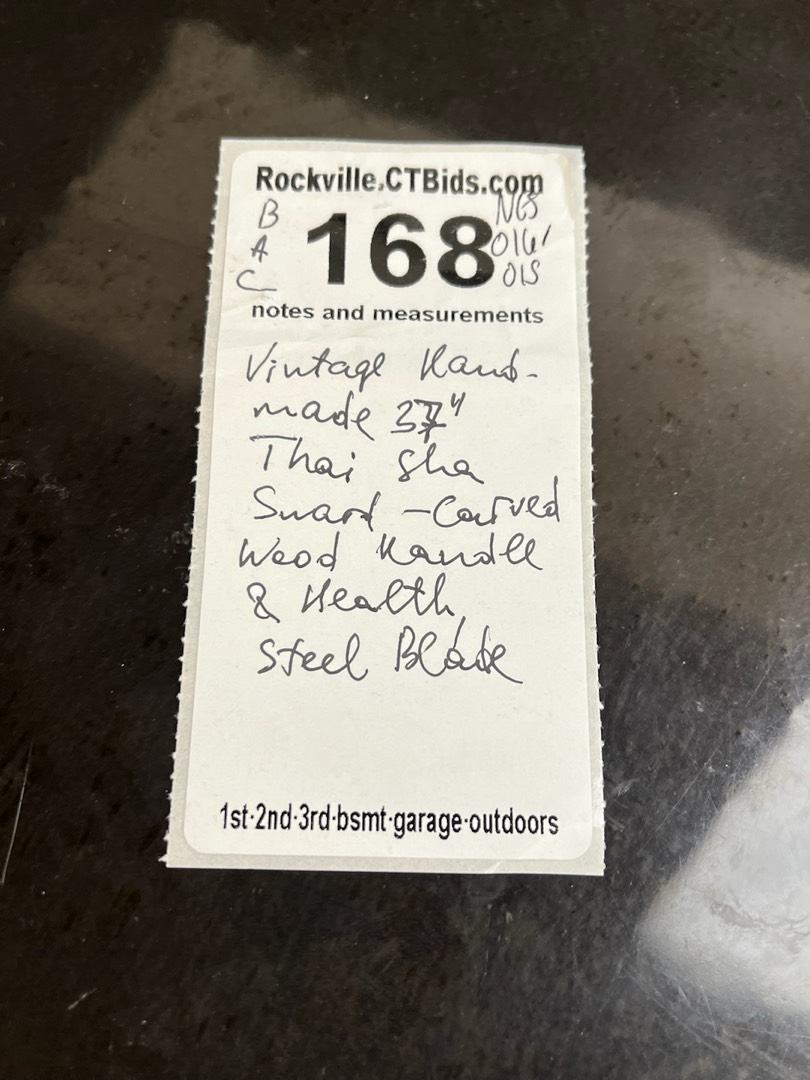 Rockville.CTBids.com
B
A
C
168
NGS
016/
015
notes and measurements
Vintage Hand-
made 37"
Thai Sha
Sword - Carved
Wood Handle
& Health
Steel Blade
1st·2nd·3rd·bsmt·garage·outdoors